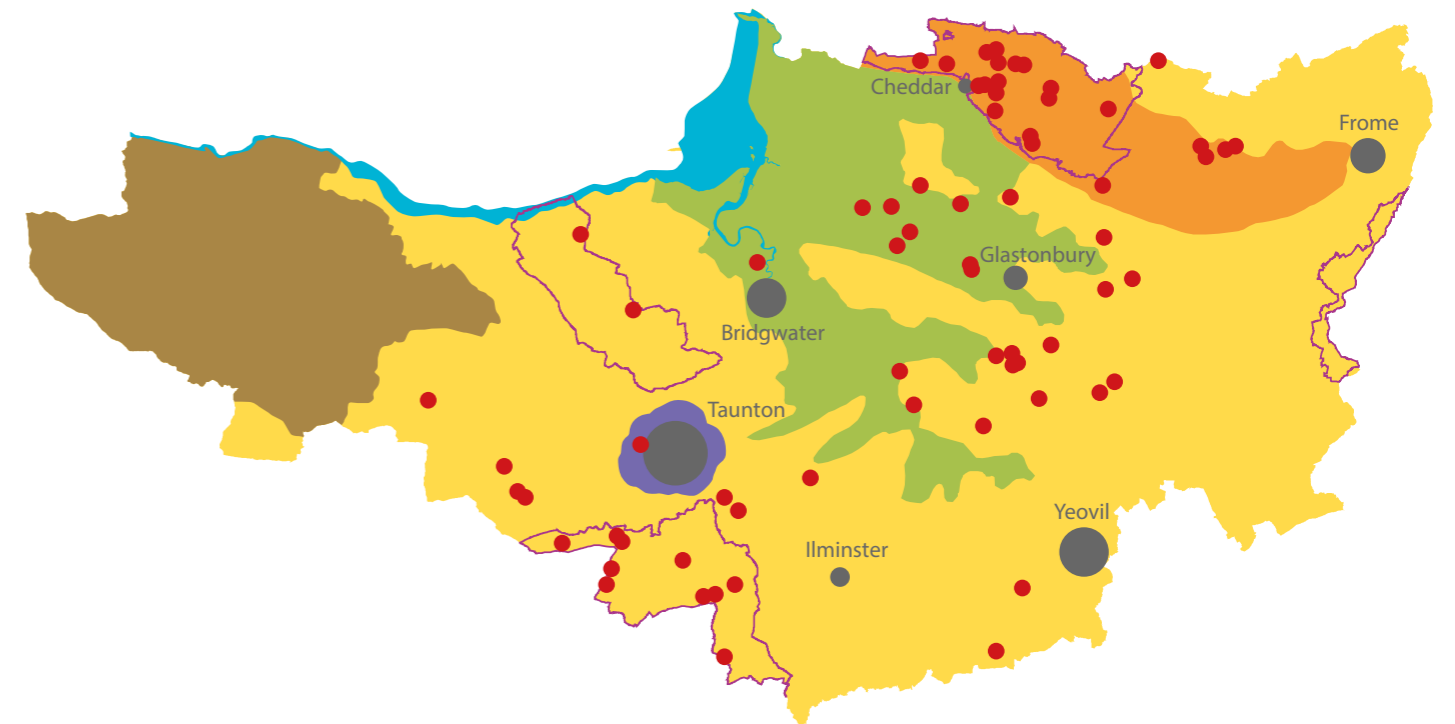 Cheddar
Frome
Glastonbury
Bridgwater
Taunton
Yeovil
Ilminster